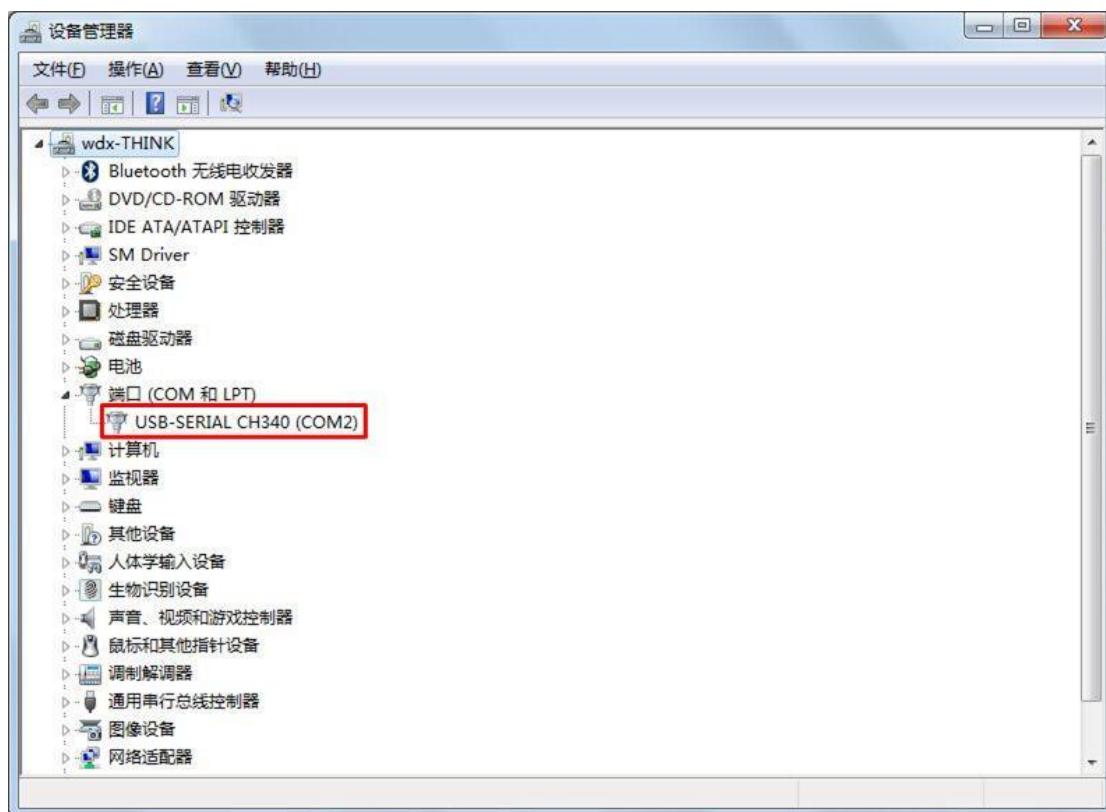 设备管理器
文件(F) 操作(A) 查看(V) 帮助(H)
wdx-THINK
Bluetooth 无线电收发器
DVD/CD-ROM 驱动器
IDE ATA/ATAPI 控制器
SM Driver
安全设备
处理器
磁盘驱动器
电池
端口 (COM 和 LPT)
USB-SERIAL CH340 (COM2)
计算机
监视器
键盘
其他设备
人体学输入设备
生物识别设备
声音、视频和游戏控制器
鼠标和其他指针设备
调制解调器
通用串行总线控制器
图像设备
网络适配器